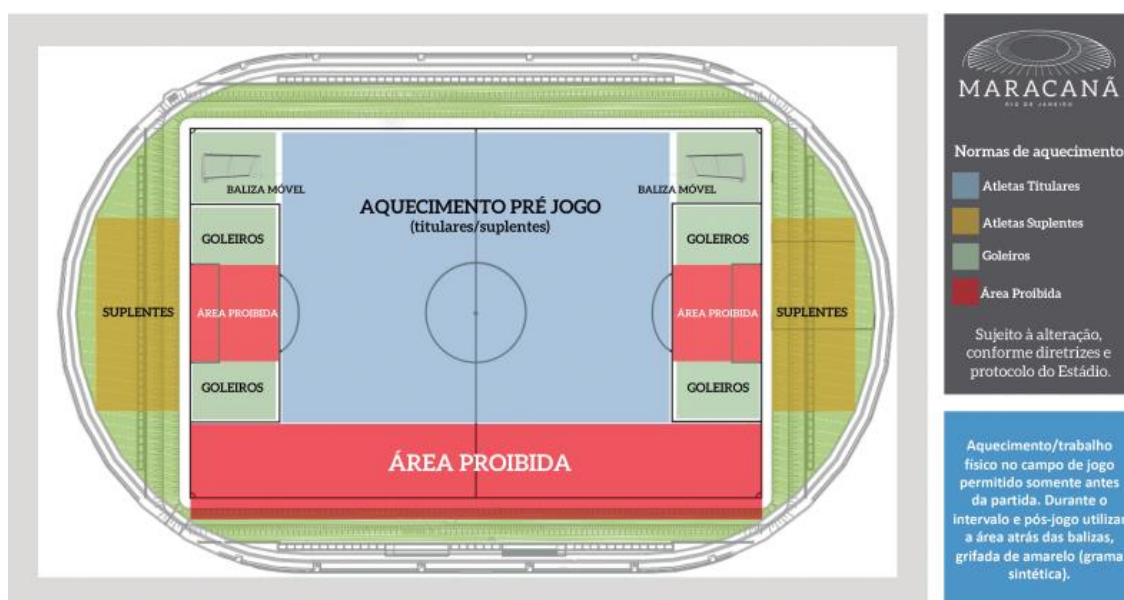 BALIZA MÓVEL
BALIZA MÓVEL
AQUECIMENTO PRÉ JOGO
(titulares/suplentes)
GOLEIROS
GOLEIROS
SUPLENTES
ÁREA PROIBIDA
ÁREA PROIBIDA
SUPLENTES
GOLEIROS
GOLEIROS
ÁREA PROIBIDA
MARACANÃ
RIO DE JANEIRO
Normas de aquecimento
Atletas Titulares
Atletas Suplentes
Goleiros
Área Proibida
Sujeito à alteração,
conforme diretrizes e
protocolo do Estádio.
Aquecimento/trabalho
físico no campo de jogo
permitido somente antes
da partida. Durante o
intervalo e pós-jogo utilizar
a área atrás das balizas,
grifada de amarelo (grama
sintética).